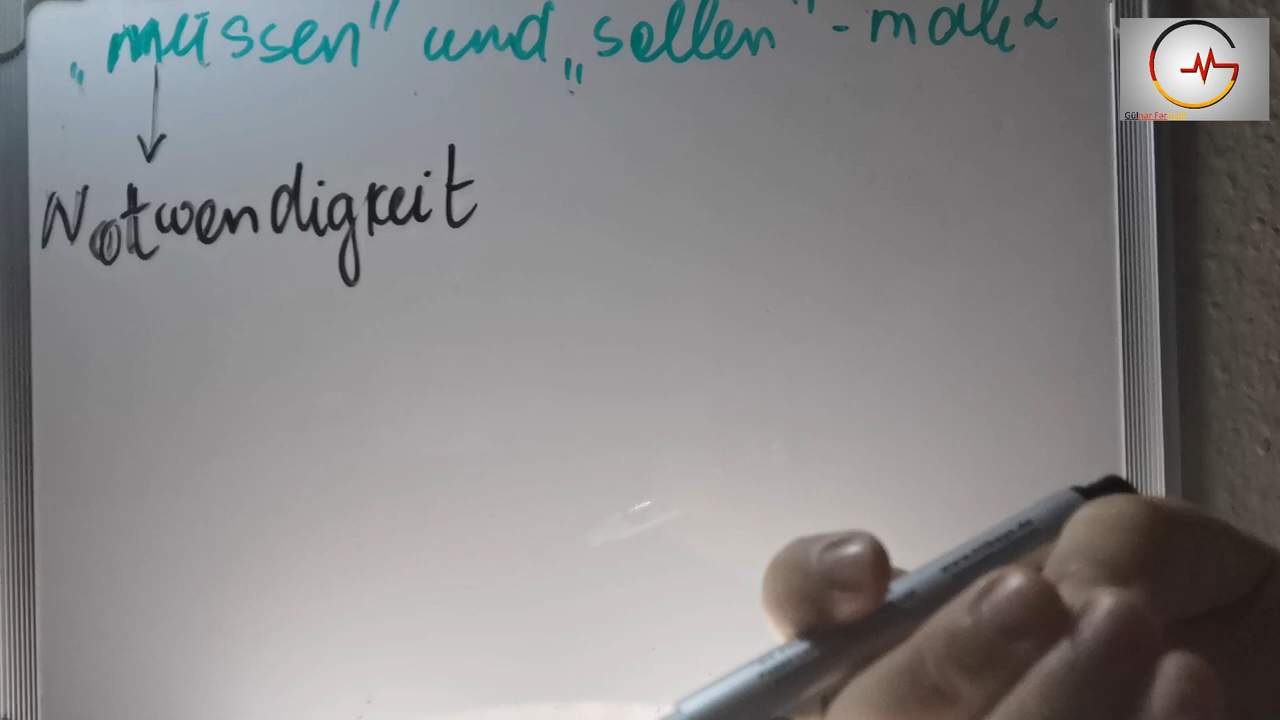 „müssen" und „sollen" -
Notwendigkeit